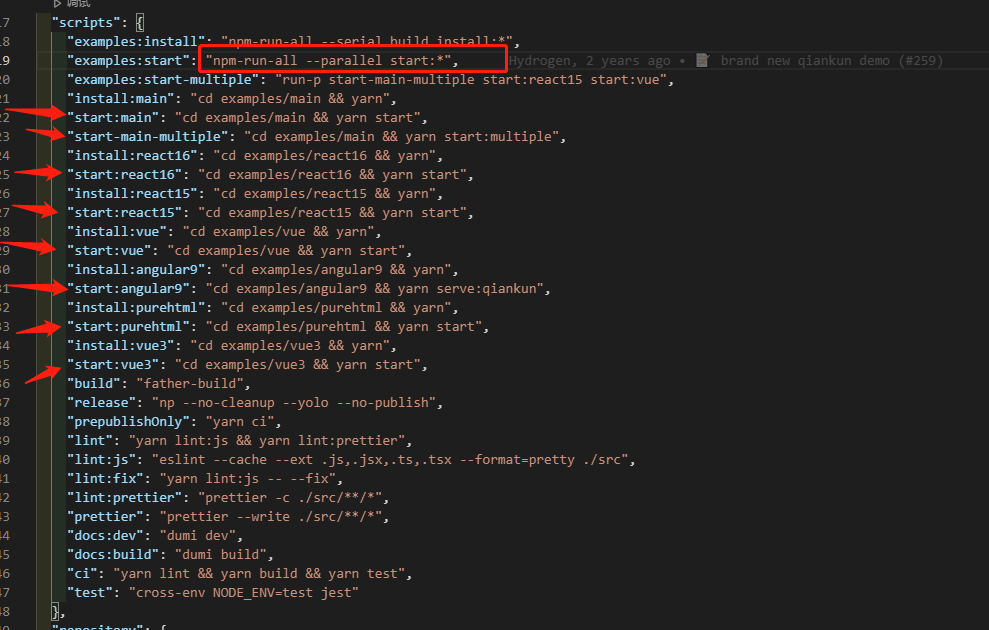 调试
17 "scripts": {
18 "examples:install": "npm-run-all --serial build install:*",
19 "examples:start": "npm-run-all --parallel start:*", Hydrogen, 2 years ago • brand new qiankun demo (#259)
20 "examples:start-multiple": "run-p start-main-multiple start:react15 start:vue",
21 "install:main": "cd examples/main && yarn",
22 "start:main": "cd examples/main && yarn start",
23 "start-main-multiple": "cd examples/main && yarn start:multiple",
24 "install:react16": "cd examples/react16 && yarn",
25 "start:react16": "cd examples/react16 && yarn start",
26 "install:react15": "cd examples/react15 && yarn",
27 "start:react15": "cd examples/react15 && yarn start",
28 "install:vue": "cd examples/vue && yarn",
29 "start:vue": "cd examples/vue && yarn start",
30 "install:angular9": "cd examples/angular9 && yarn",
31 "start:angular9": "cd examples/angular9 && yarn serve:qiankun",
32 "install:purehtml": "cd examples/purehtml && yarn",
33 "start:purehtml": "cd examples/purehtml && yarn start",
34 "install:vue3": "cd examples/vue3 && yarn",
35 "start:vue3": "cd examples/vue3 && yarn start",
36 "build": "father-build",
37 "release": "np --no-cleanup --yolo --no-publish",
38 "prepublishOnly": "yarn ci",
39 "lint": "yarn lint:js && yarn lint:prettier",
40 "lint:js": "eslint --cache --ext .js,.jsx,.ts,.tsx --format=pretty ./src",
41 "lint:fix": "yarn lint:js -- --fix",
42 "lint:prettier": "prettier -c ./src/**/*",
43 "prettier": "prettier --write ./src/**/*",
44 "docs:dev": "dumi dev",
45 "docs:build": "dumi build",
46 "ci": "yarn lint && yarn build && yarn test",
47 "test": "cross-env NODE_ENV=test jest"
48 },
"repository": {